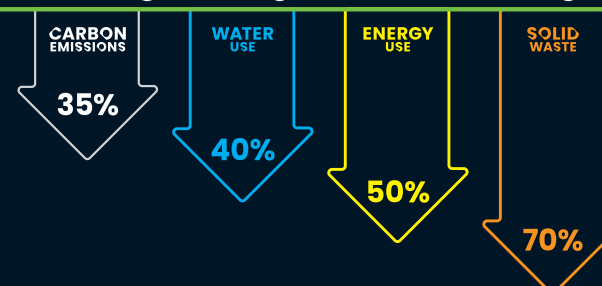 CARBON
EMISSIONS
35%
WATER
USE
40%
ENERGY
USE
50%
SOLID
WASTE
70%